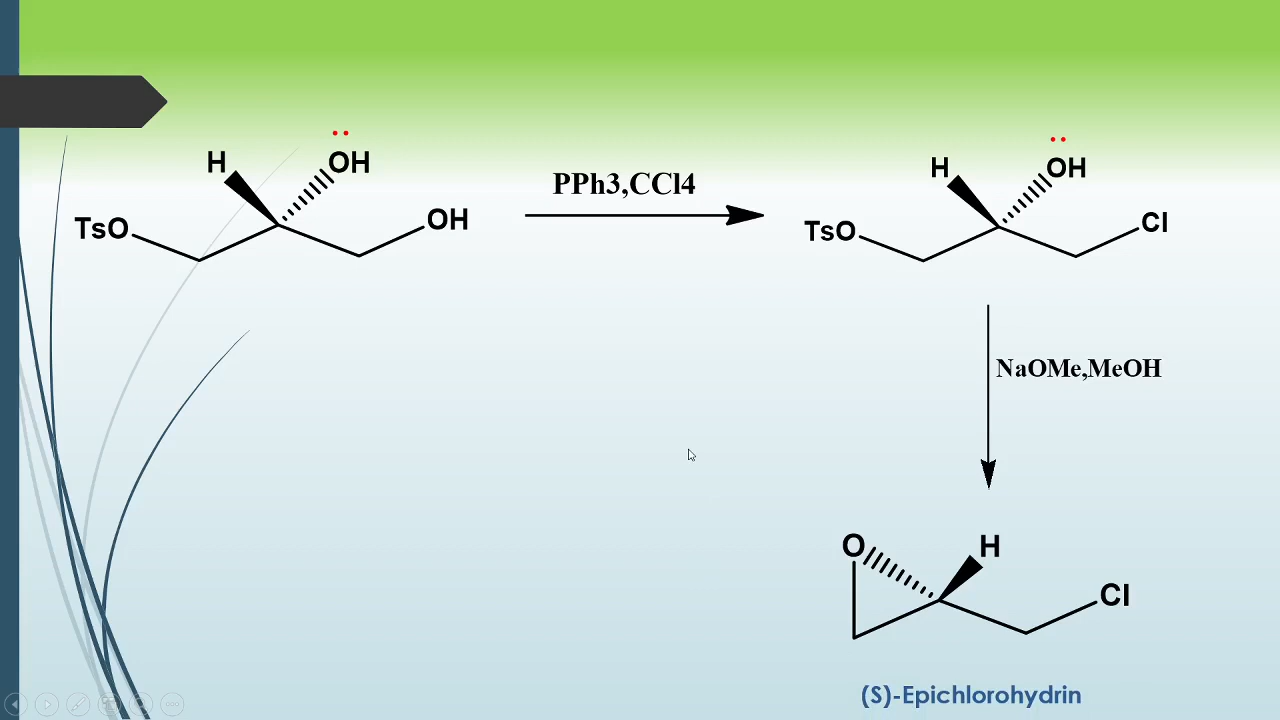 H OH
TsO OH
PPh3,CCl4
H OH
TsO Cl
NaOMe,MeOH
O H
Cl
(S)-Epichlorohydrin